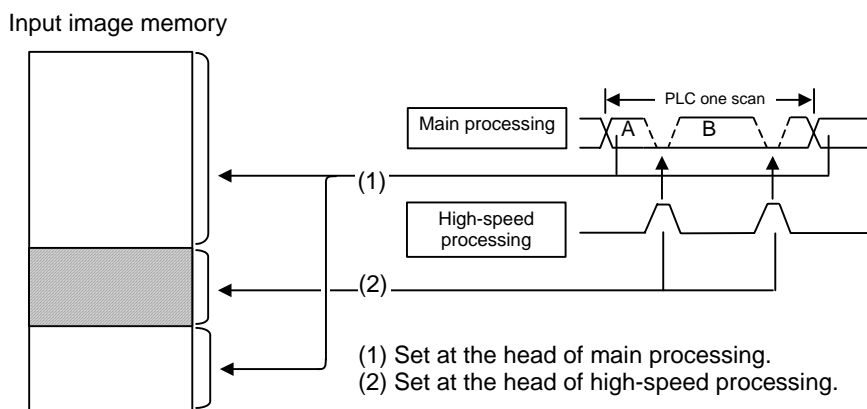 Input image memory
PLC one scan
Main processing
A
B
(1)
High-speed
processing
(2)
(1) Set at the head of main processing.
(2) Set at the head of high-speed processing.